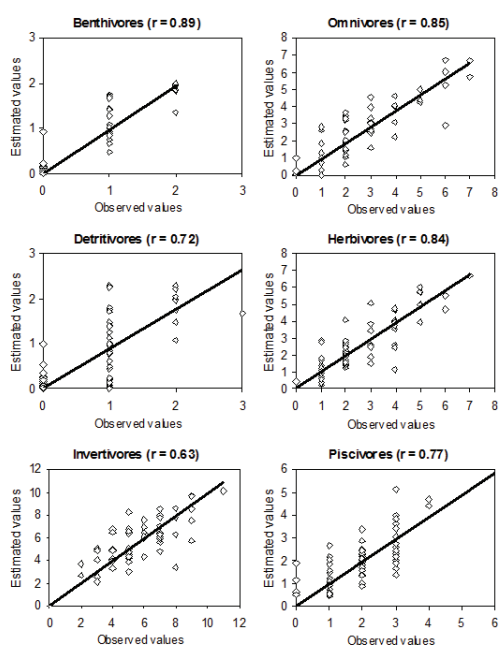 Benthivores (r = 0.89)
3
2
1
0
Estimated values
0 1 2 3
Observed values
Omnivores (r = 0.85)
8
7
6
5
4
3
2
1
0
Estimated values
0 1 2 3 4 5 6 7 8
Observed values
Detritivores (r = 0.72)
3
2
1
0
Estimated values
0 1 2 3
Observed values
Herbivores (r = 0.84)
8
7
6
5
4
3
2
1
0
Estimated values
0 1 2 3 4 5 6 7 8
Observed values
Invertivores (r = 0.63)
12
10
8
6
4
2
0
Estimated values
0 2 4 6 8 10 12
Observed values
Piscivores (r = 0.77)
6
5
4
3
2
1
0
Estimated values
0 1 2 3 4 5 6
Observed values